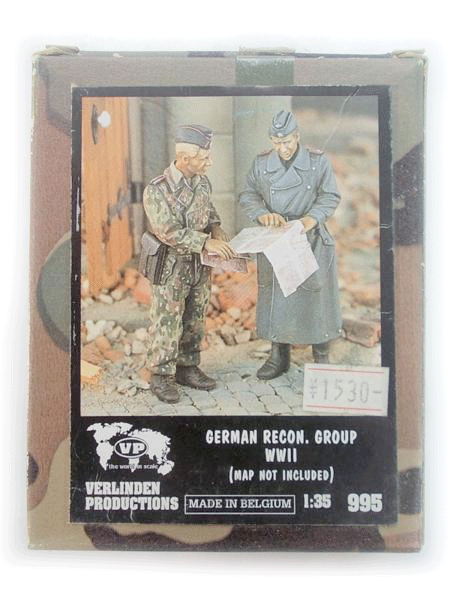 ¥1530-
GERMAN RECON. GROUP
WWII
(MAP NOT INCLUDED)
VP
the world in scale
VERLINDEN
PRODUCTIONS
MADE IN BELGIUM 1:35 995